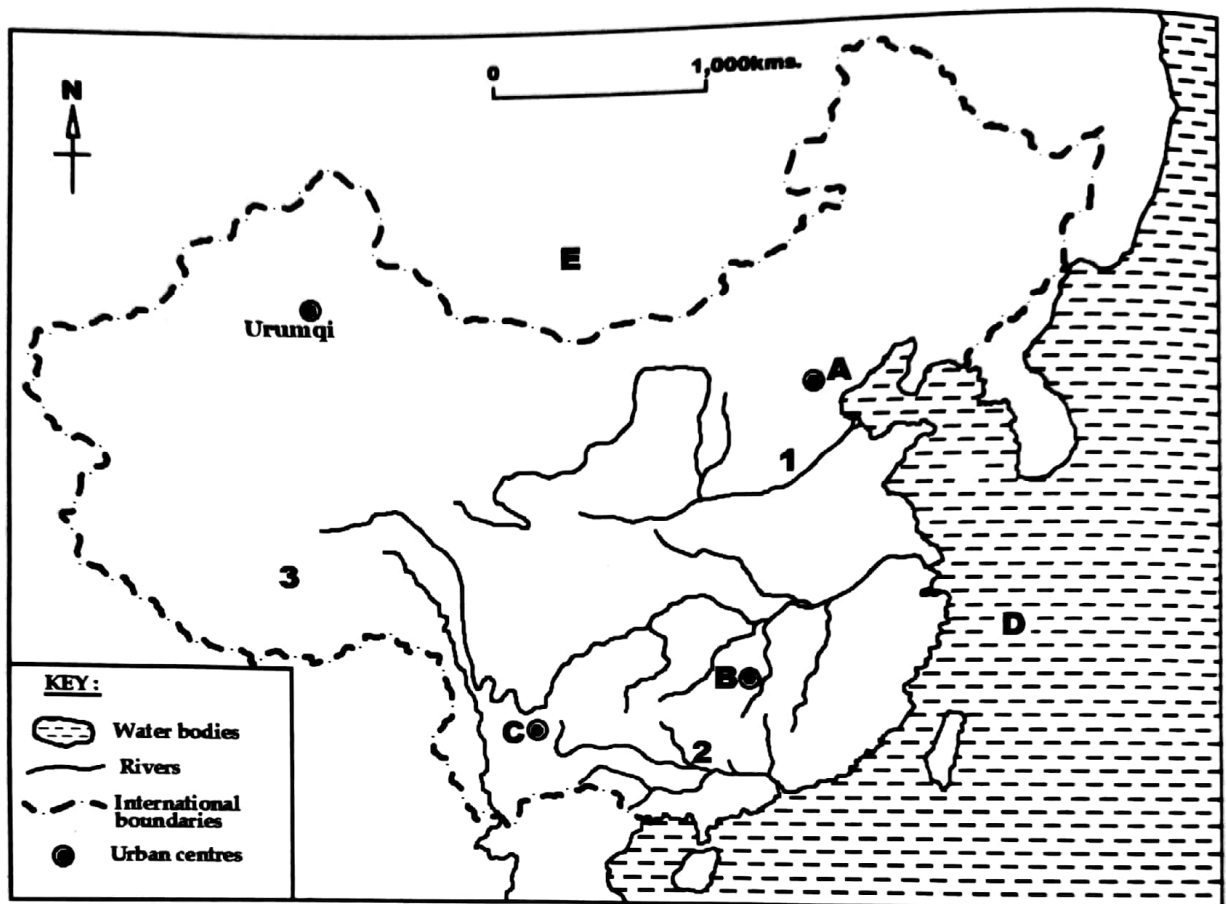 0 1,000kms.
N
E
Urumqi
A
1
3
D
B
C
2
KEY:
Water bodies
Rivers
International
boundaries
Urban centres